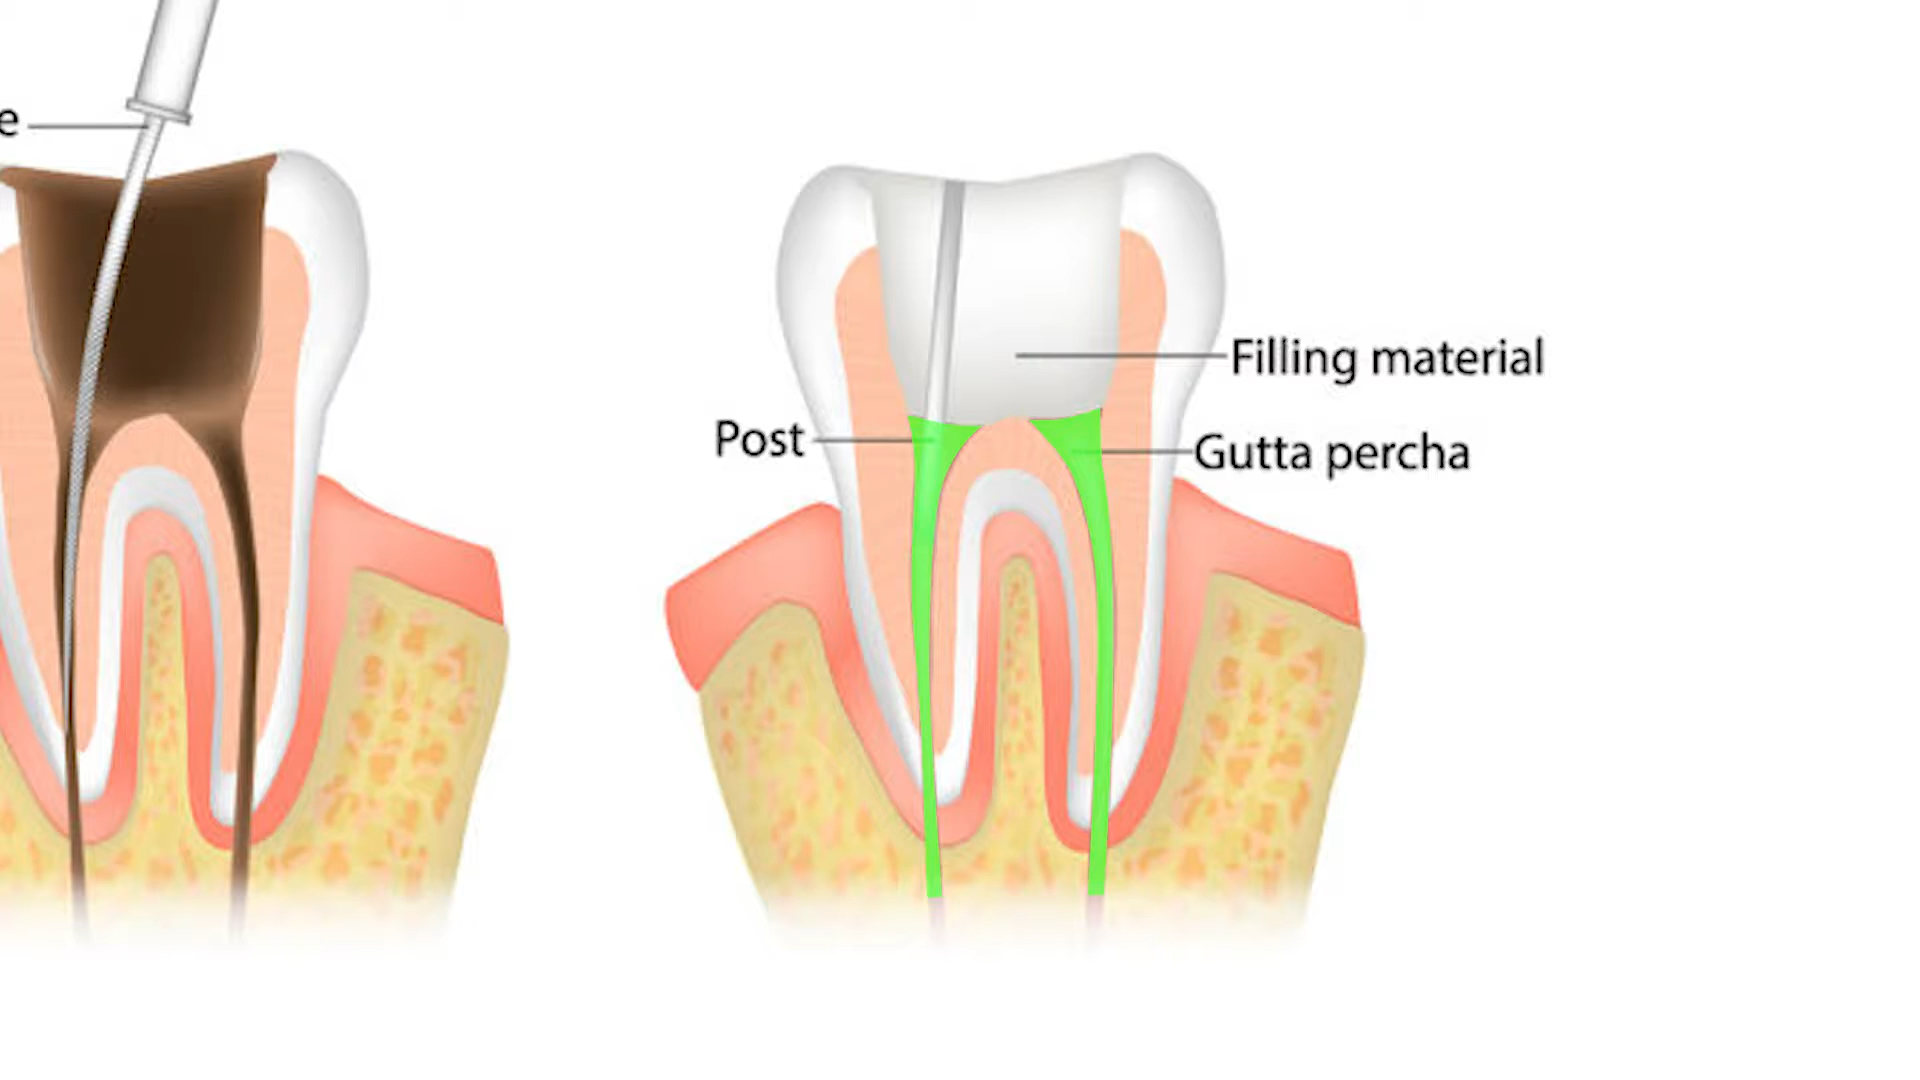 e
Filling material
Post
Gutta percha